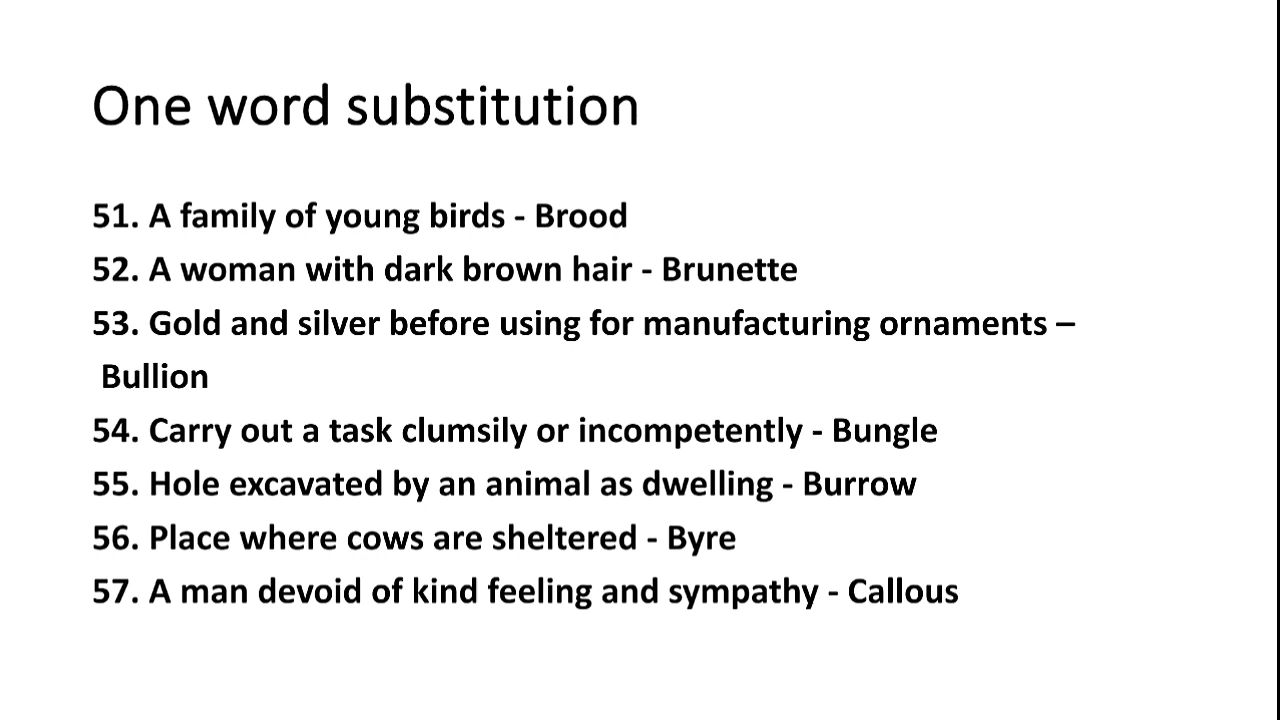 One word substitution
51. A family of young birds - Brood
52. A woman with dark brown hair - Brunette
53. Gold and silver before using for manufacturing ornaments –
Bullion
54. Carry out a task clumsily or incompetently - Bungle
55. Hole excavated by an animal as dwelling - Burrow
56. Place where cows are sheltered - Byre
57. A man devoid of kind feeling and sympathy - Callous